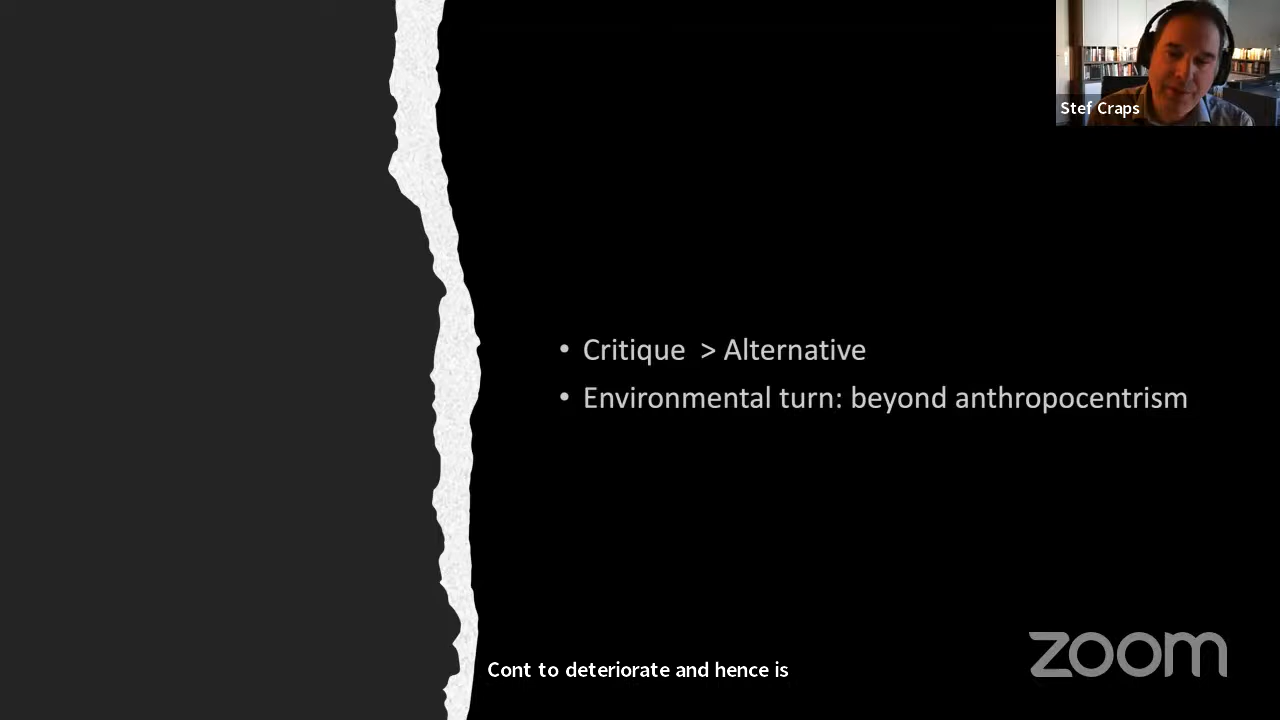 Stef Craps
• Critique > Alternative
• Environmental turn: beyond anthropocentrism
Cont to deteriorate and hence is
zoom